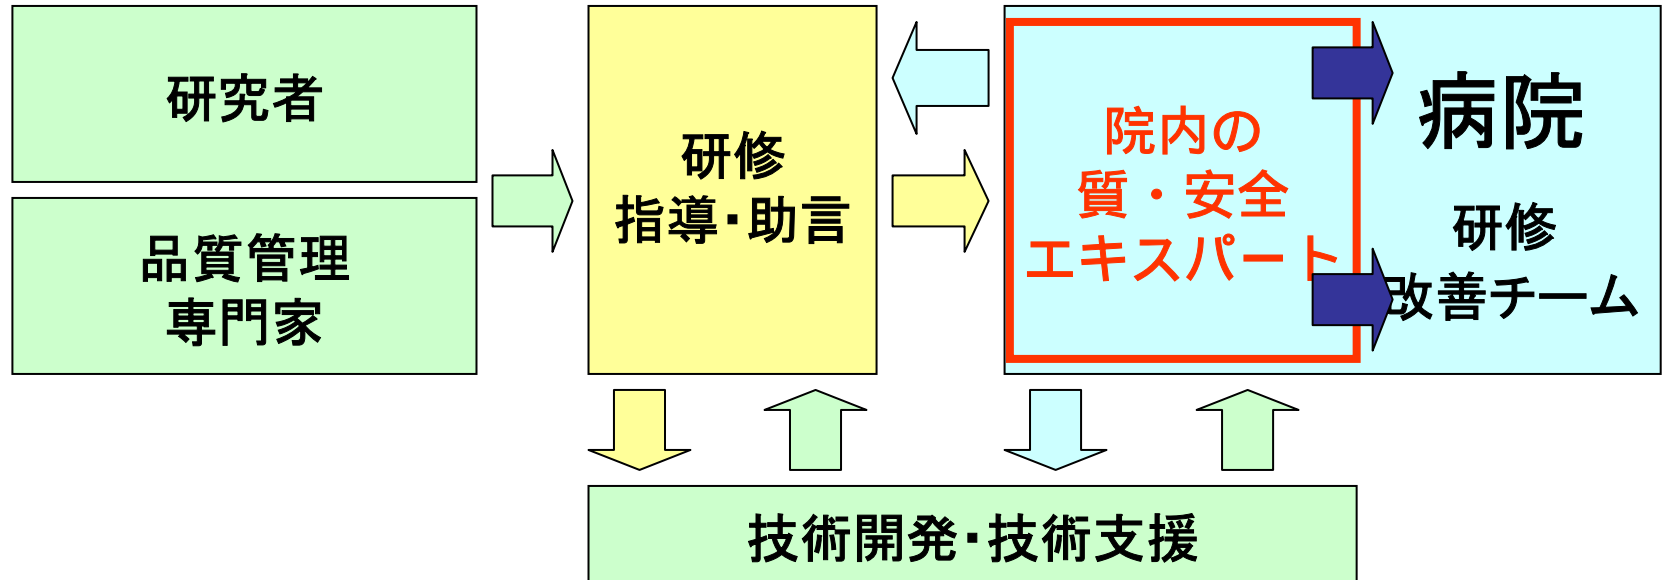 研究者
品質管理
専門家
研修
指導・助言
院内の
質・安全
エキスパート
病院
研修
改善チーム
技術開発・技術支援